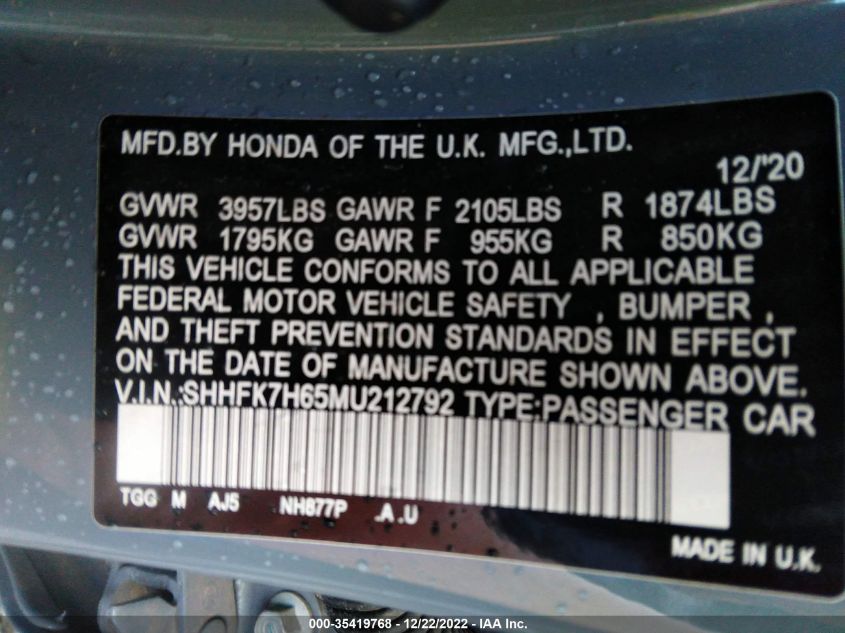 MFD.BY HONDA OF THE U.K. MFG.,LTD.
12/'20
GVWR 3957LBS GAWR F 2105LBS R 1874LBS
GVWR 1795KG GAWR F 955KG R 850KG
THIS VEHICLE CONFORMS TO ALL APPLICABLE
FEDERAL MOTOR VEHICLE SAFETY , BUMPER ,
AND THEFT PREVENTION STANDARDS IN EFFECT
ON THE DATE OF MANUFACTURE SHOWN ABOVE.
V.I.N.:SHHFK7H65MU212792 TYPE:PASSENGER CAR
TGG M AJ5 NH877P .A .U
MADE IN U.K.
000-35419768 - 12/22/2022 - IAA Inc.